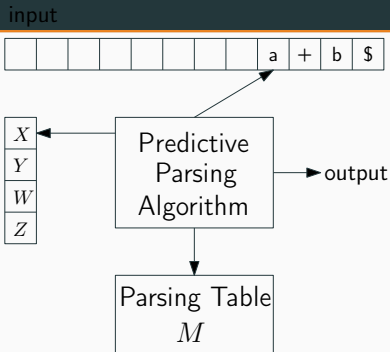 input
a + b $
X
Y
W
Z
Predictive
Parsing
Algorithm
output
Parsing Table
M